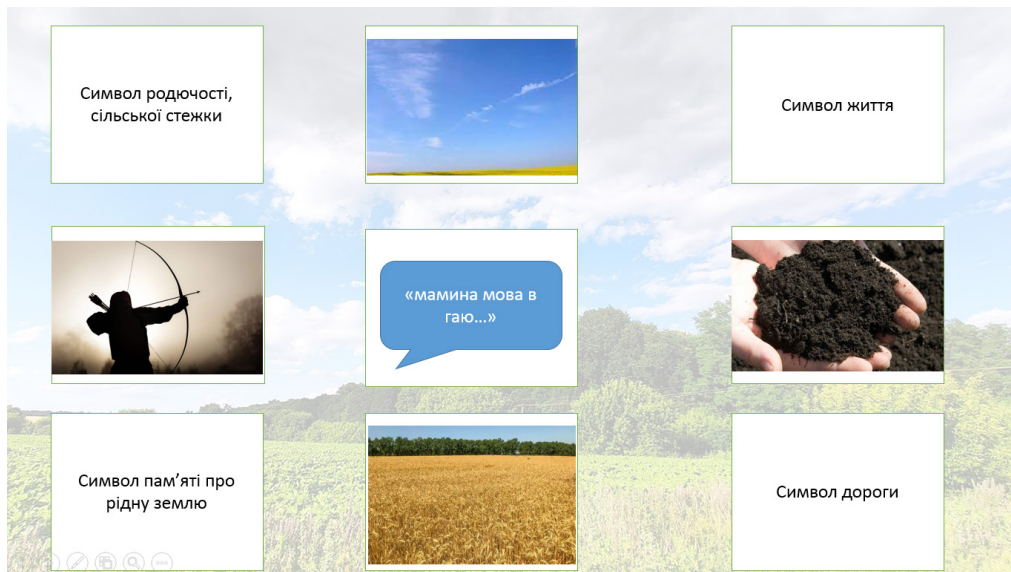 Символ родючості,
сільської стежки
Символ життя
«мамина мова в
гаю...»
Символ пам’яті про
рідну землю
Символ дороги